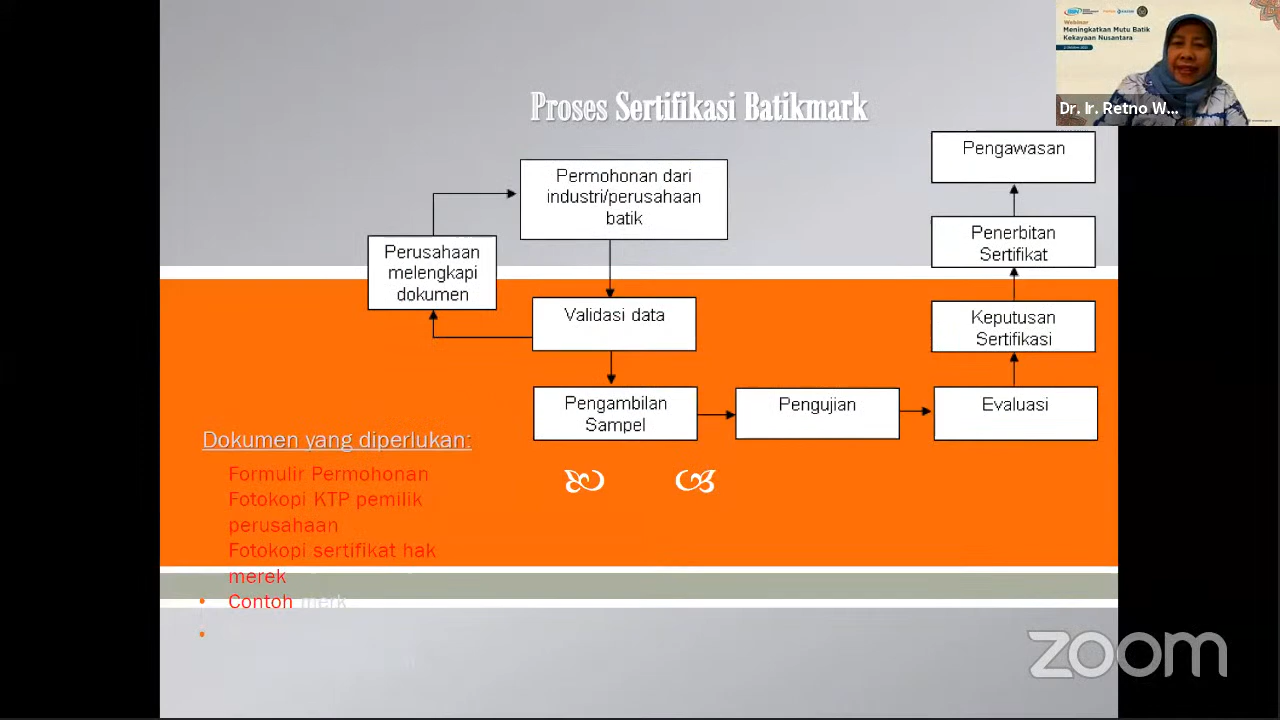 Webinar
Meningkatkan Mutu Batik
Kekayaan Nusantara
Dr. Ir. Retno W...
Proses Sertifikasi Batikmark
Permohonan dari
industri/perusahaan
batik
Perusahaan
melengkapi
dokumen
Validasi data
Pengambilan
Sampel
Pengujian
Evaluasi
Keputusan
Sertifikasi
Penerbitan
Sertifikat
Pengawasan
Dokumen yang diperlukan:
Formulir Permohonan
Fotokopi KTP pemilik
perusahaan
Fotokopi sertifikat hak
merek
• Contoh merk
•
zoom